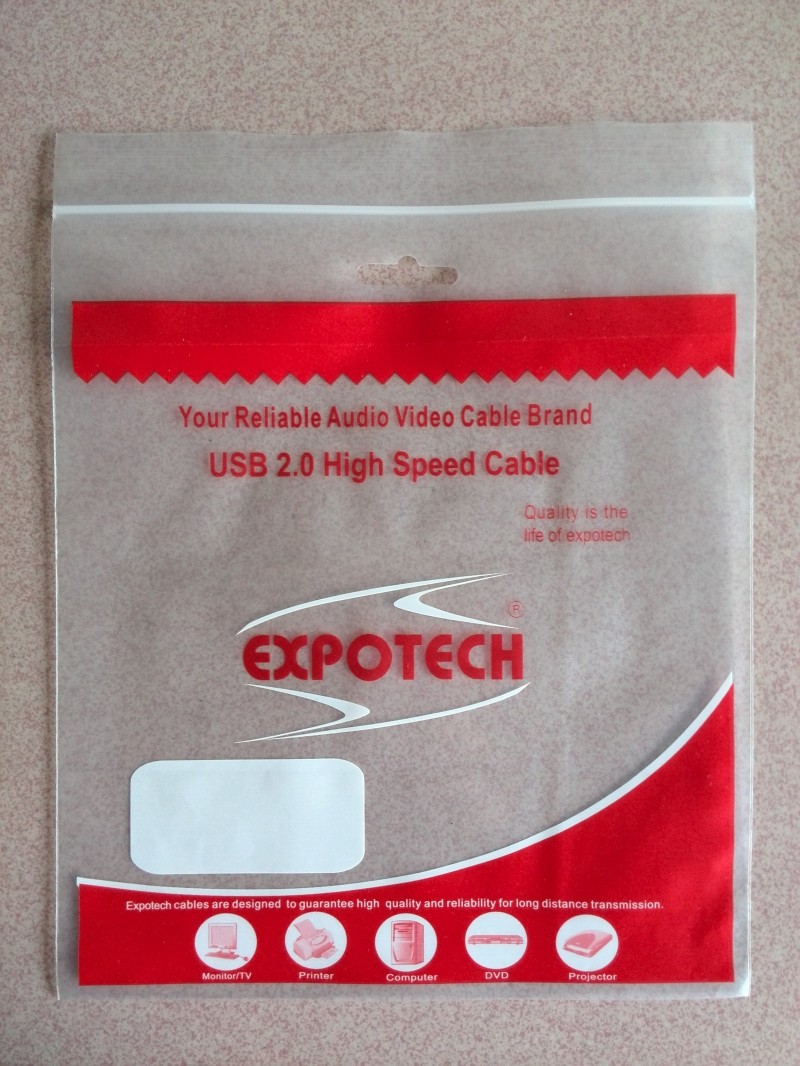 Your Reliable Audio Video Cable Brand
USB 2.0 High Speed Cable
Quality is the
life of expotech
®
EXPOTECH
Expotech cables are designed to guarantee high quality and reliability for long distance transmission.
Monitor/TV Printer Computer DVD Projector